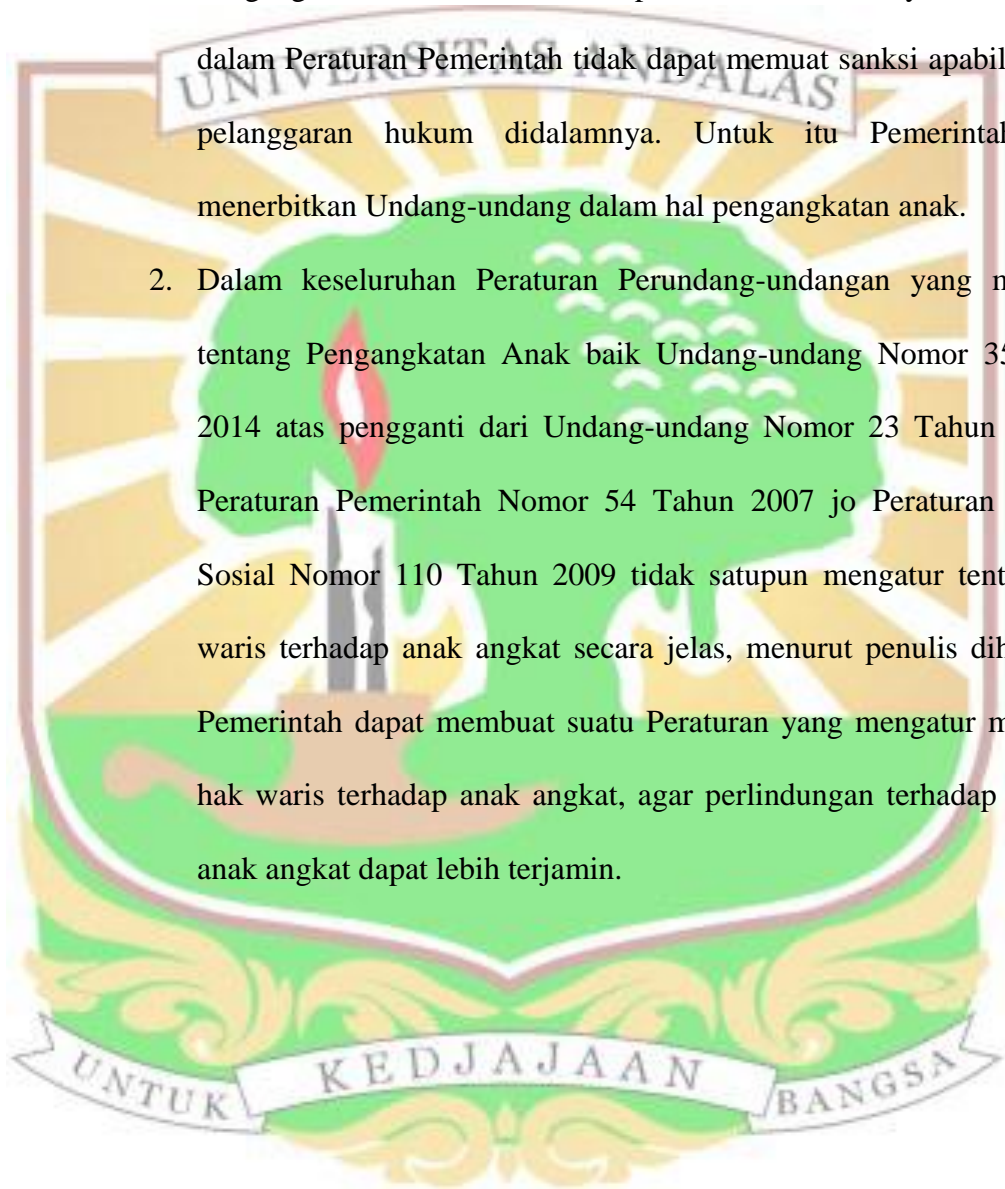 dalam Peraturan Pemerintah tidak dapat memuat sanksi apabil
UNIVERSITAS ANDALAS
pelanggaran hukum didalamnya. Untuk itu Pemerinta
menerbitkan Undang-undang dalam hal pengangkatan anak.
2. Dalam keseluruhan Peraturan Perundang-undangan yang
tentang Pengangkatan Anak baik Undang-undang Nomor 35
2014 atas pengganti dari Undang-undang Nomor 23 Tahun
Peraturan Pemerintah Nomor 54 Tahun 2007 jo Peraturan
Sosial Nomor 110 Tahun 2009 tidak satupun mengatur tent
waris terhadap anak angkat secara jelas, menurut penulis dih
Pemerintah dapat membuat suatu Peraturan yang mengatur
hak waris terhadap anak angkat, agar perlindungan terhadap
anak angkat dapat lebih terjamin.
UNTUK KEDJAJAAN BANGSA